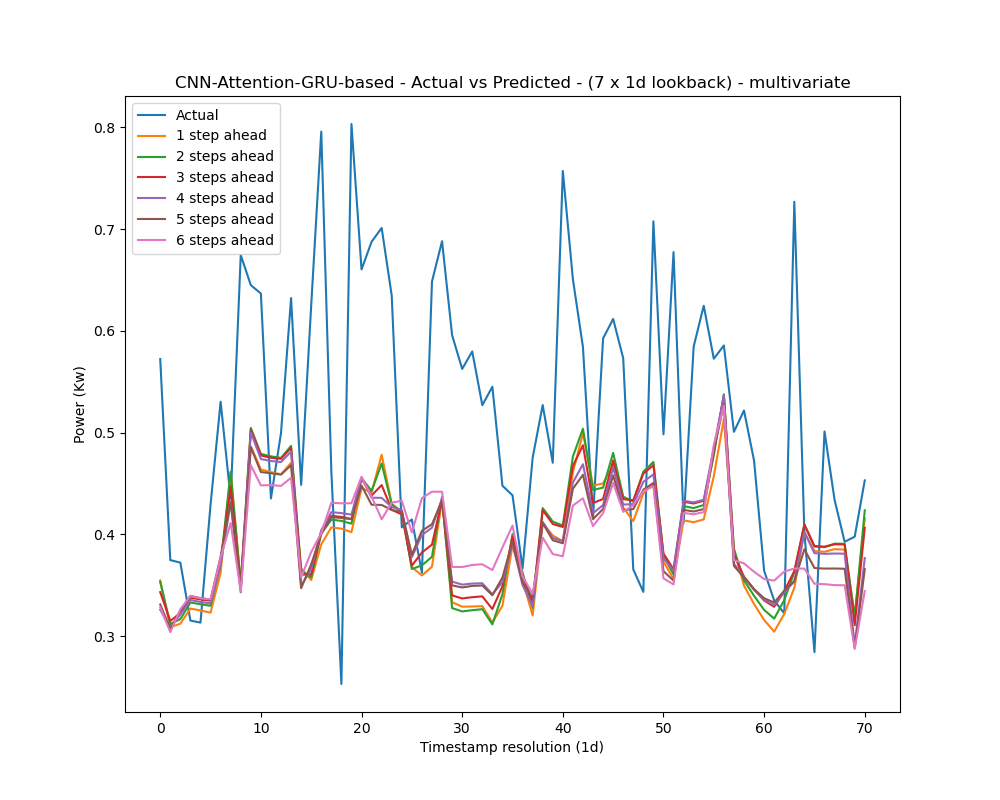 CNN-Attention-GRU-based - Actual vs Predicted - (7 x 1d lookback) - multivariate
Actual
1 step ahead
2 steps ahead
3 steps ahead
4 steps ahead
5 steps ahead
6 steps ahead
0.8
0.7
0.6
0.5
0.4
0.3
Power (Kw)
0 10 20 30 40 50 60 70
Timestamp resolution (1d)